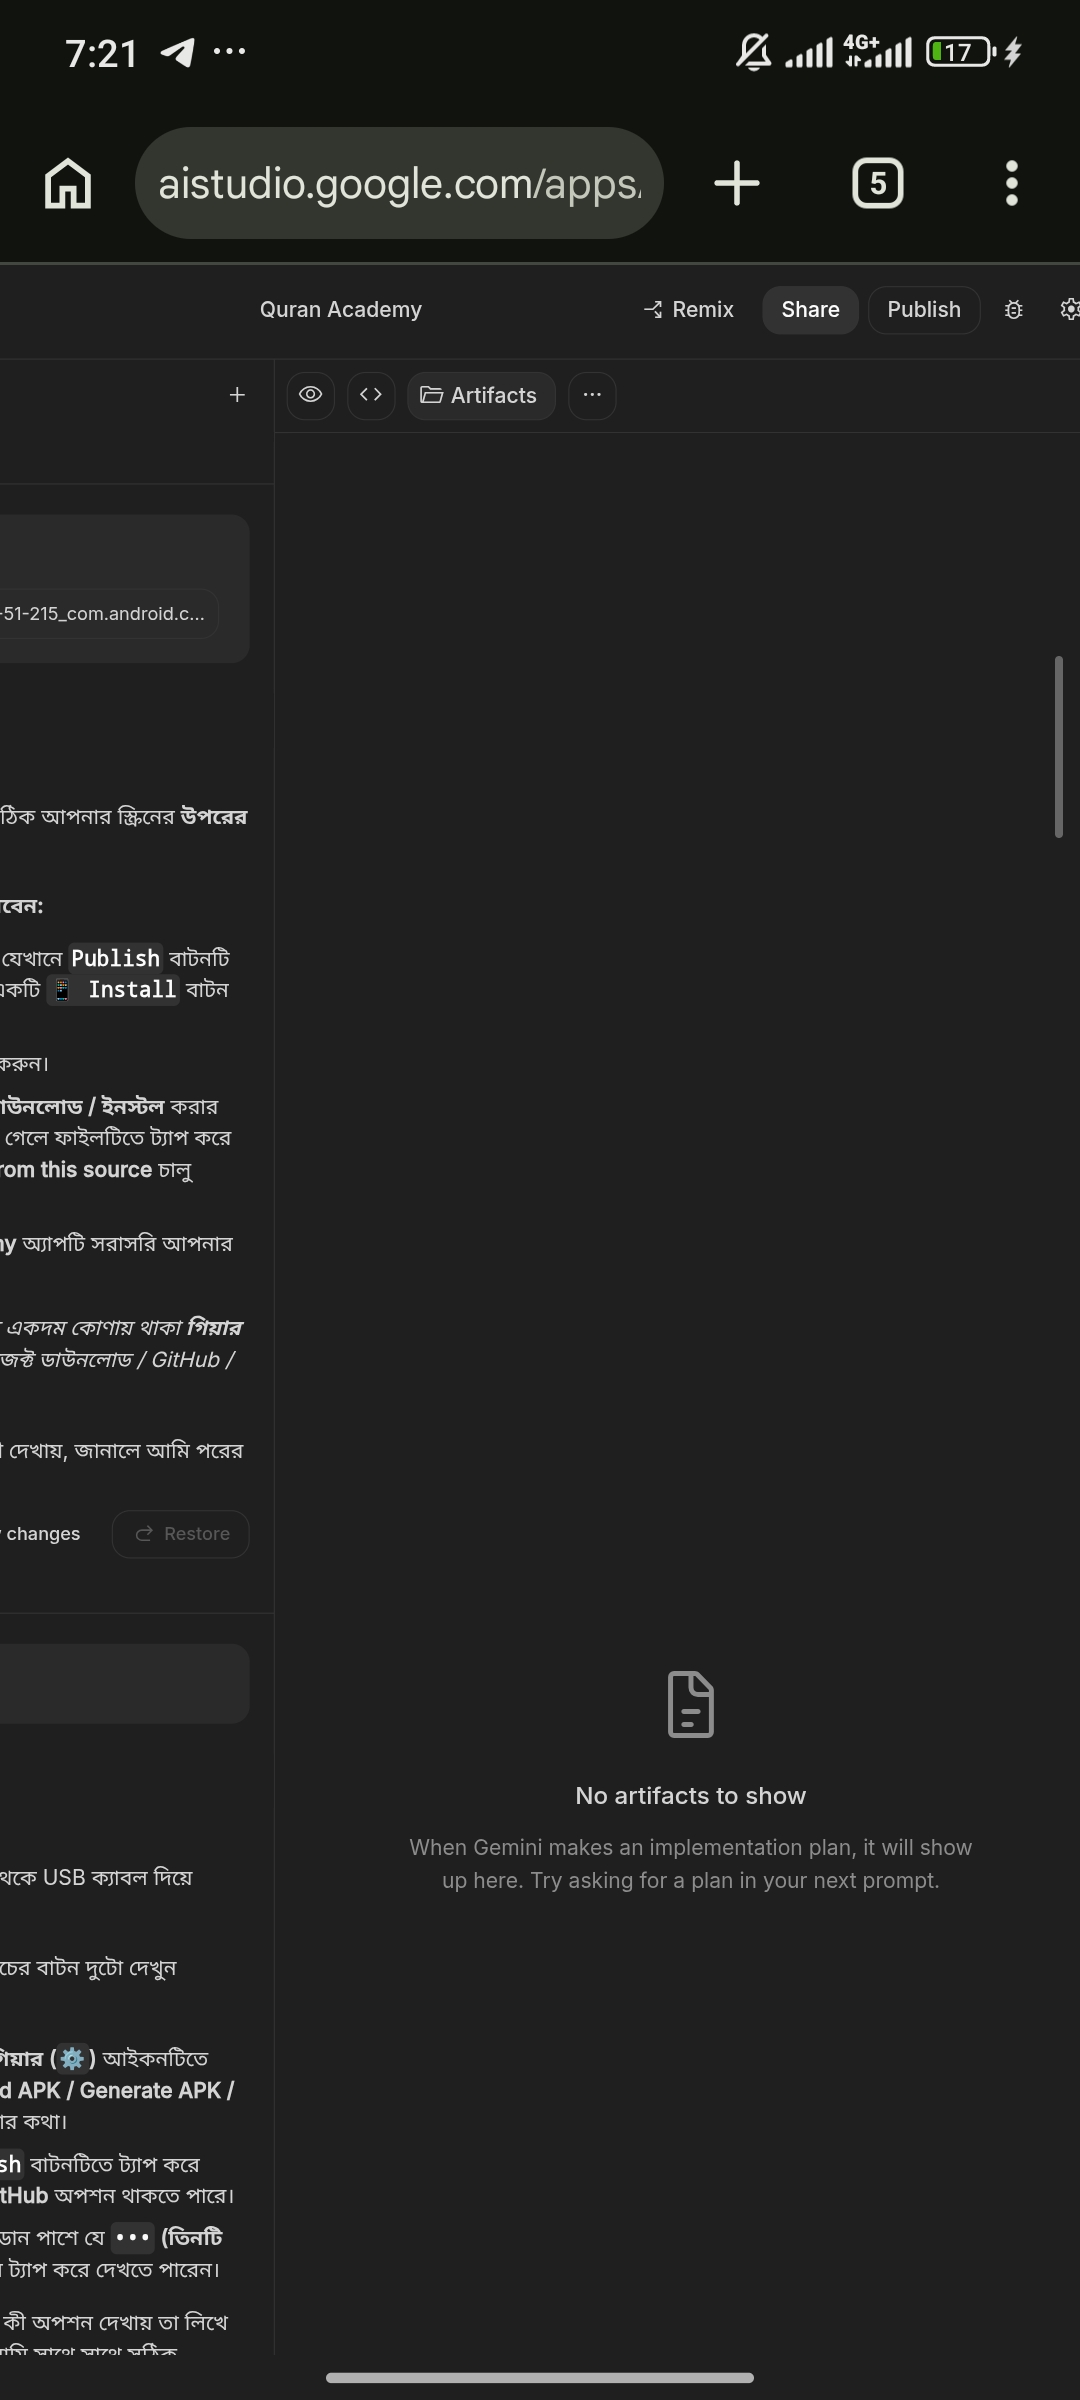 7:21
4G+
17
aistudio.google.com/apps
5
Quran Academy
Remix
Share
Publish
Artifacts
-51-215_com.android.c...
ঠিক আপনার স্ক্রিনের উপরের
বেন:
যেখানে Publish বাটনটি
একটি 📱 Install বাটন
করুন।
াউনলোড / ইনস্টল করার
গেলে ফাইলটিতে ট্যাপ করে
rom this source চালু
ny অ্যাপটি সরাসরি আপনার
একদম কোণায় থাকা গিয়ার
জেক্ট ডাউনলোড / GitHub /
দেখায়, জানালে আমি পরের
changes
Restore
থেকে USB ক্যাবল দিয়ে
চের বাটন দুটো দেখুন
গিয়ার (⚙️) আইকনটিতে
d APK / Generate APK /
ার কথা।
sh বাটনটিতে ট্যাপ করে
tHub অপশন থাকতে পারে।
ডান পাশে যে ••• (তিনটি
ট্যাপ করে দেখতে পারেন।
কী অপশন দেখায় তা লিখে
No artifacts to show
When Gemini makes an implementation plan, it will show
up here. Try asking for a plan in your next prompt.